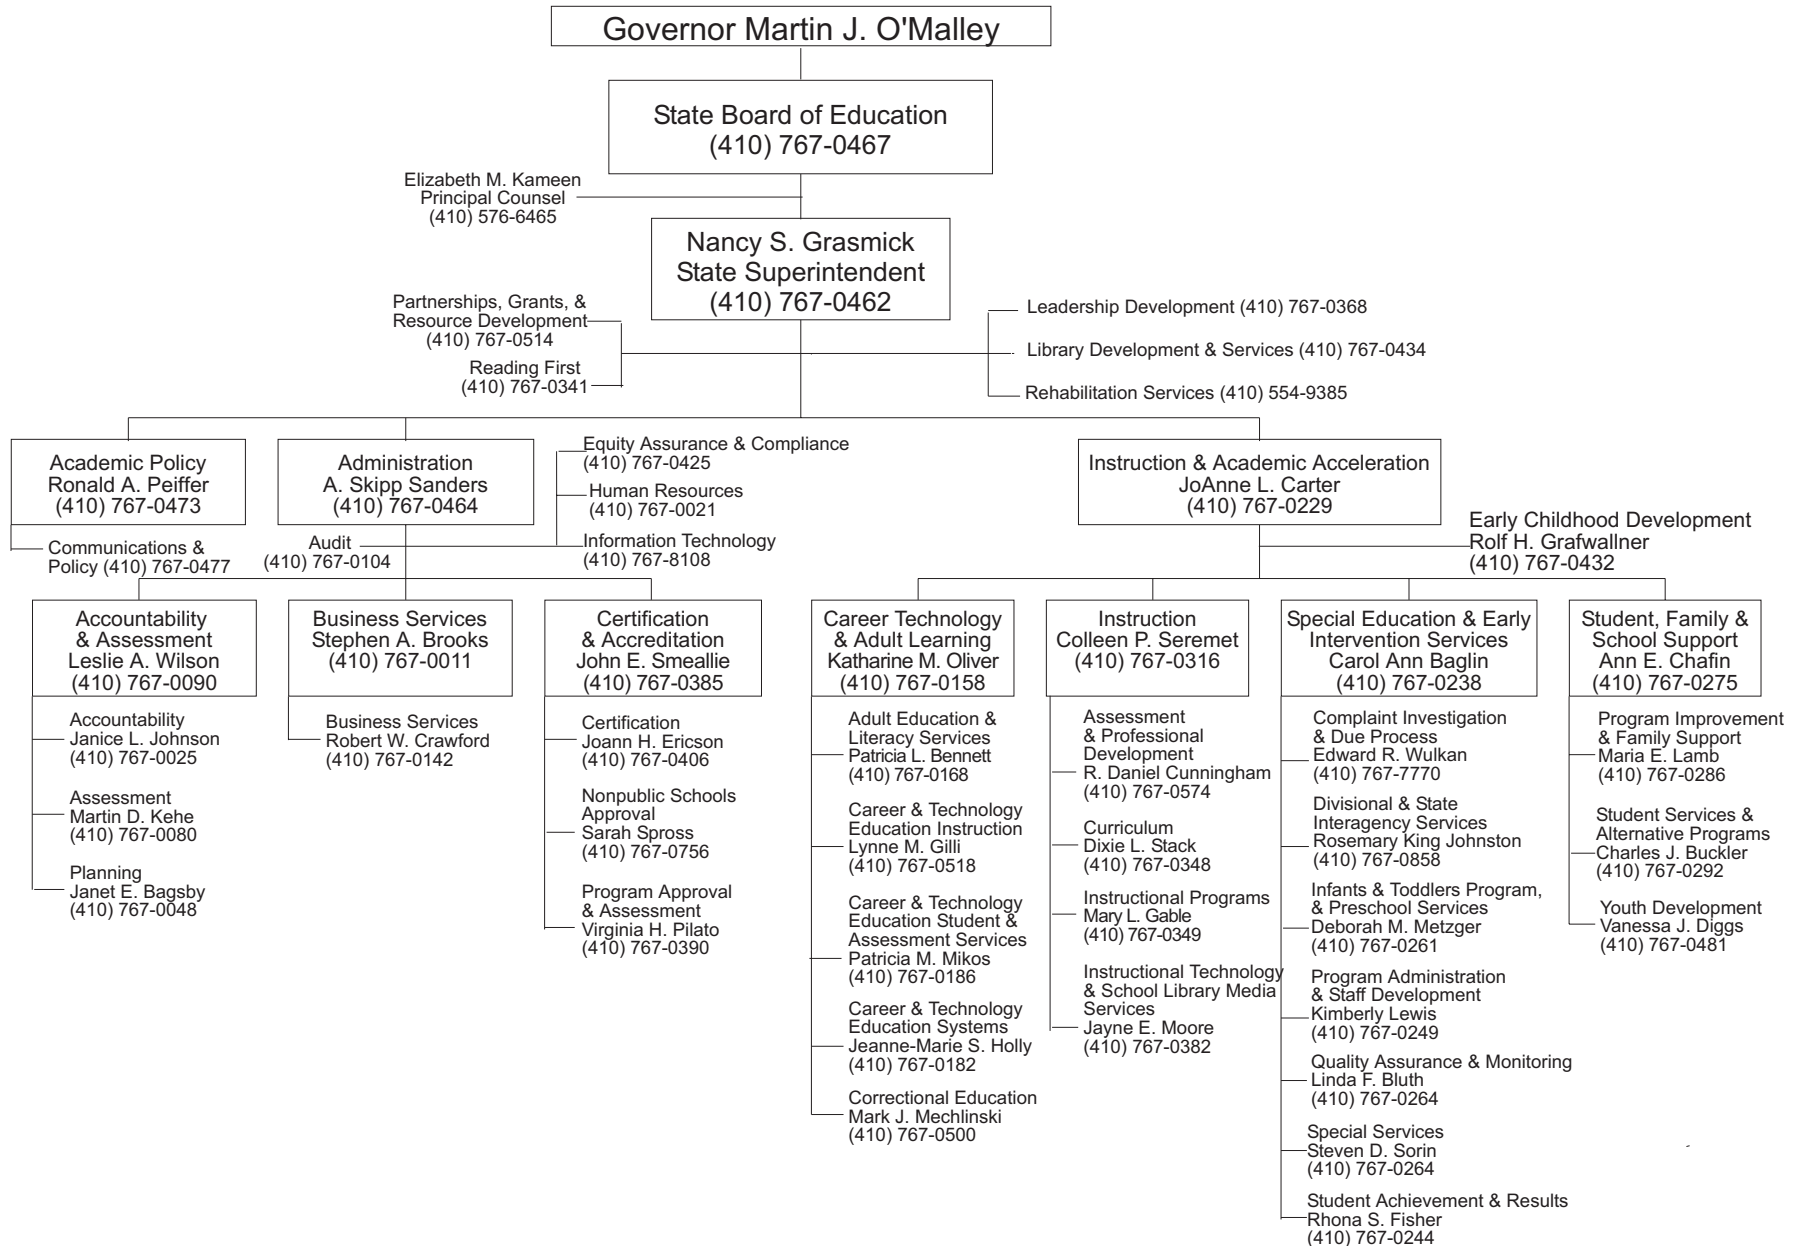 Governor Martin J. O'Malley
State Board of Education
(410) 767-0467
Elizabeth M. Kameen
Principal Counsel
(410) 576-6465
Nancy S. Grasmick
State Superintendent
(410) 767-0462
Partnerships, Grants, &
Resource Development
(410) 767-0514
Reading First
(410) 767-0341
Leadership Development (410) 767-0368
Library Development & Services (410) 767-0434
Rehabilitation Services (410) 554-9385
Academic Policy
Ronald A. Peiffer
(410) 767-0473
Communications &
Policy (410) 767-0477
Administration
A. Skipp Sanders
(410) 767-0464
Audit
(410) 767-0104
Equity Assurance & Compliance
(410) 767-0425
Human Resources
(410) 767-0021
Information Technology
(410) 767-8108
Instruction & Academic Acceleration
JoAnne L. Carter
(410) 767-0229
Early Childhood Development
Rolf H. Grafwallner
(410) 767-0432
Accountability
& Assessment
Leslie A. Wilson
(410) 767-0090
Accountability
Janice L. Johnson
(410) 767-0025
Assessment
Martin D. Kehe
(410) 767-0080
Planning
Janet E. Bagsby
(410) 767-0048
Business Services
Stephen A. Brooks
(410) 767-0011
Business Services
Robert W. Crawford
(410) 767-0142
Certification
& Accreditation
John E. Smeallie
(410) 767-0385
Certification
Joann H. Ericson
(410) 767-0406
Nonpublic Schools
Approval
Sarah Spross
(410) 767-0756
Program Approval
& Assessment
Virginia H. Pilato
(410) 767-0390
Career Technology
& Adult Learning
Katharine M. Oliver
(410) 767-0158
Adult Education &
Literacy Services
Patricia L. Bennett
(410) 767-0168
Career & Technology
Education Instruction
Lynne M. Gilli
(410) 767-0518
Career & Technology
Education Student &
Assessment Services
Patricia M. Mikos
(410) 767-0186
Career & Technology
Education Systems
Jeanne-Marie S. Holly
(410) 767-0182
Correctional Education
Mark J. Mechlinski
(410) 767-0500
Instruction
Colleen P. Seremet
(410) 767-0316
Assessment
& Professional
Development
R. Daniel Cunningham
(410) 767-0574
Curriculum
Dixie L. Stack
(410) 767-0348
Instructional Programs
Mary L. Gable
(410) 767-0349
Instructional Technology
& School Library Media
Services
Jayne E. Moore
(410) 767-0382
Special Education & Early
Intervention Services
Carol Ann Baglin
(410) 767-0238
Complaint Investigation
& Due Process
Edward R. Wulkan
(410) 767-7770
Divisional & State
Interagency Services
Rosemary King Johnston
(410) 767-0858
Infants & Toddlers Program,
& Preschool Services
Deborah M. Metzger
(410) 767-0261
Program Administration
& Staff Development
Kimberly Lewis
(410) 767-0249
Quality Assurance & Monitoring
Linda F. Bluth
(410) 767-0264
Special Services
Steven D. Sorin
(410) 767-0264
Student Achievement & Results
Rhona S. Fisher
(410) 767-0244
Student, Family &
School Support
Ann E. Chafin
(410) 767-0275
Program Improvement
& Family Support
Maria E. Lamb
(410) 767-0286
Student Services &
Alternative Programs
Charles J. Buckler
(410) 767-0292
Youth Development
Vanessa J. Diggs
(410) 767-0481